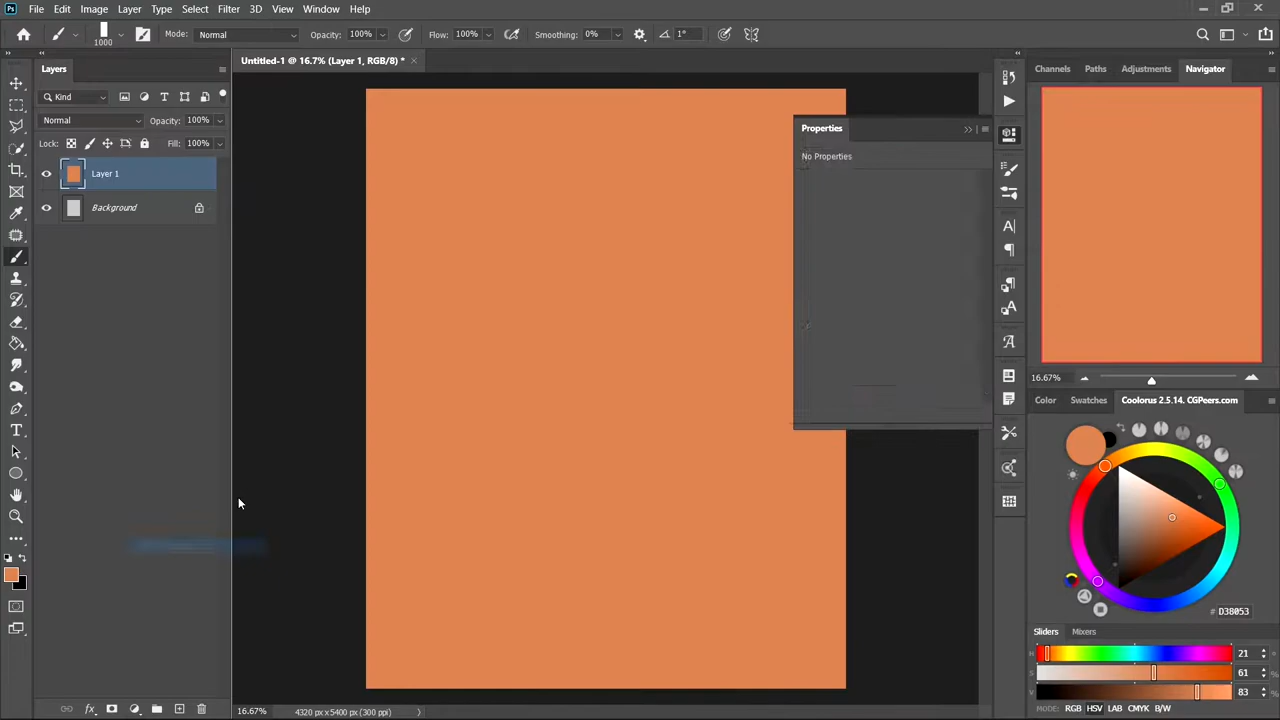 Ps File Edit Image Layer Type Select Filter 3D View Window Help
1000 Mode: Normal Opacity: 100% Flow: 100% Smoothing: 0% 1°
Layers
Untitled-1 @ 16.7% (Layer 1, RGB/8) *
Channels Paths Adjustments Navigator
Kind
Normal Opacity: 100%
Lock: Fill: 100%
Layer 1
Background
Properties
No Properties
16.67%
Color Swatches Coolorus 2.5.14. CGPeers.com
# D38053
Sliders Mixers
H 21
S 61 %
V 83 %
MODE: RGB HSV LAB CMYK B/W
16.67% 4320 px x 5400 px (300 ppi)